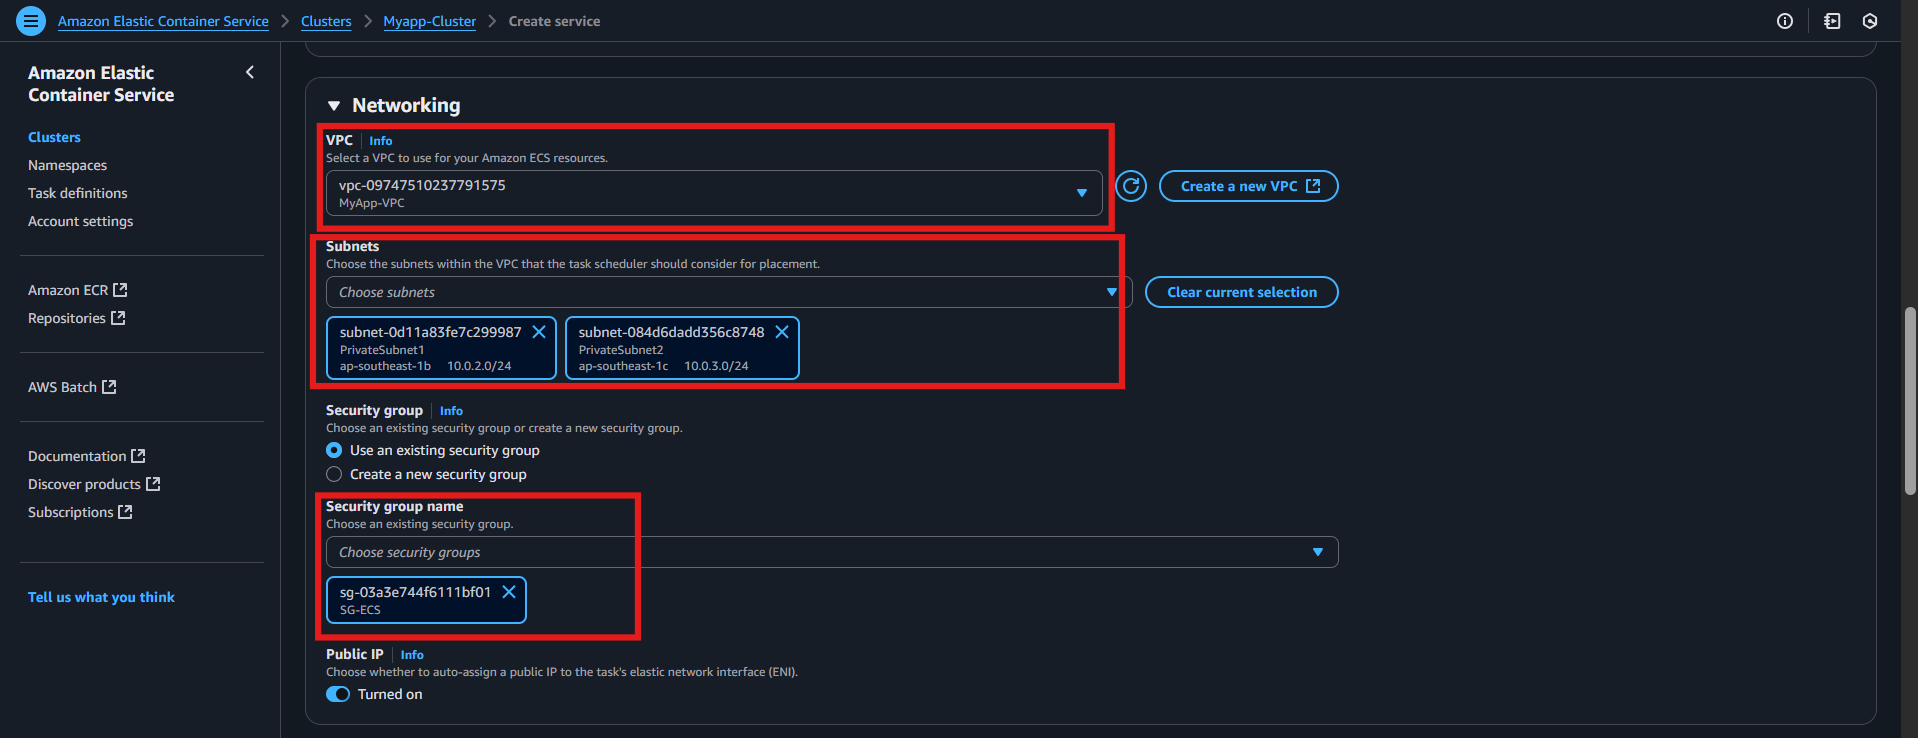 Amazon Elastic Container Service > Clusters > Myapp-Cluster > Create service
Amazon Elastic
Container Service
Clusters
Namespaces
Task definitions
Account settings
Amazon ECR
Repositories
AWS Batch
Documentation
Discover products
Subscriptions
Tell us what you think
Networking
VPC | Info
Select a VPC to use for your Amazon ECS resources.
vpc-09747510237791575
MyApp-VPC
Create a new VPC
Subnets
Choose the subnets within the VPC that the task scheduler should consider for placement.
Choose subnets
Clear current selection
subnet-0d11a83fe7c299987
PrivateSubnet1
ap-southeast-1b 10.0.2.0/24
subnet-084d6dadd356c8748
PrivateSubnet2
ap-southeast-1c 10.0.3.0/24
Security group | Info
Choose an existing security group or create a new security group.
Use an existing security group
Create a new security group
Security group name
Choose an existing security group.
Choose security groups
sg-03a3e744f6111bf01
SG-ECS
Public IP | Info
Choose whether to auto-assign a public IP to the task's elastic network interface (ENI).
Turned on